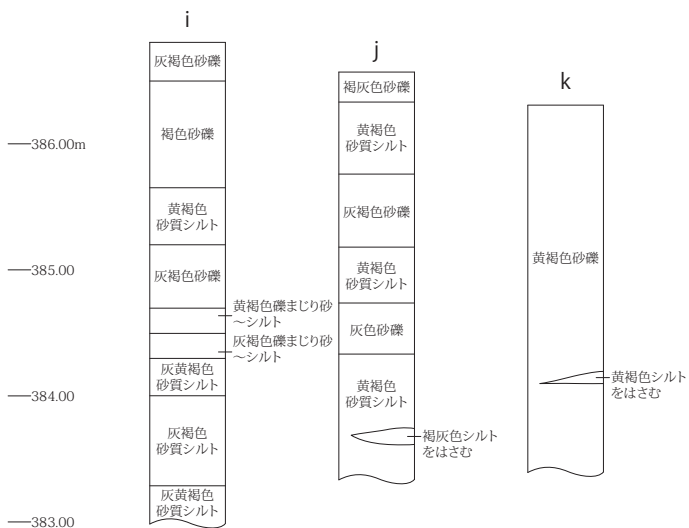 i
灰褐色砂礫
褐色砂礫
黄褐色
砂質シルト
灰褐色砂礫
黄褐色礫まじり砂
～シルト
灰褐色礫まじり砂
～シルト
灰黄褐色
砂質シルト
灰褐色
砂質シルト
灰黄褐色
砂質シルト
386.00m
385.00
384.00
383.00
j
褐灰色砂礫
黄褐色
砂質シルト
灰褐色砂礫
黄褐色
砂質シルト
灰色砂礫
黄褐色
砂質シルト
褐灰色シルト
をはさむ
k
黄褐色砂礫
黄褐色シルト
をはさむ